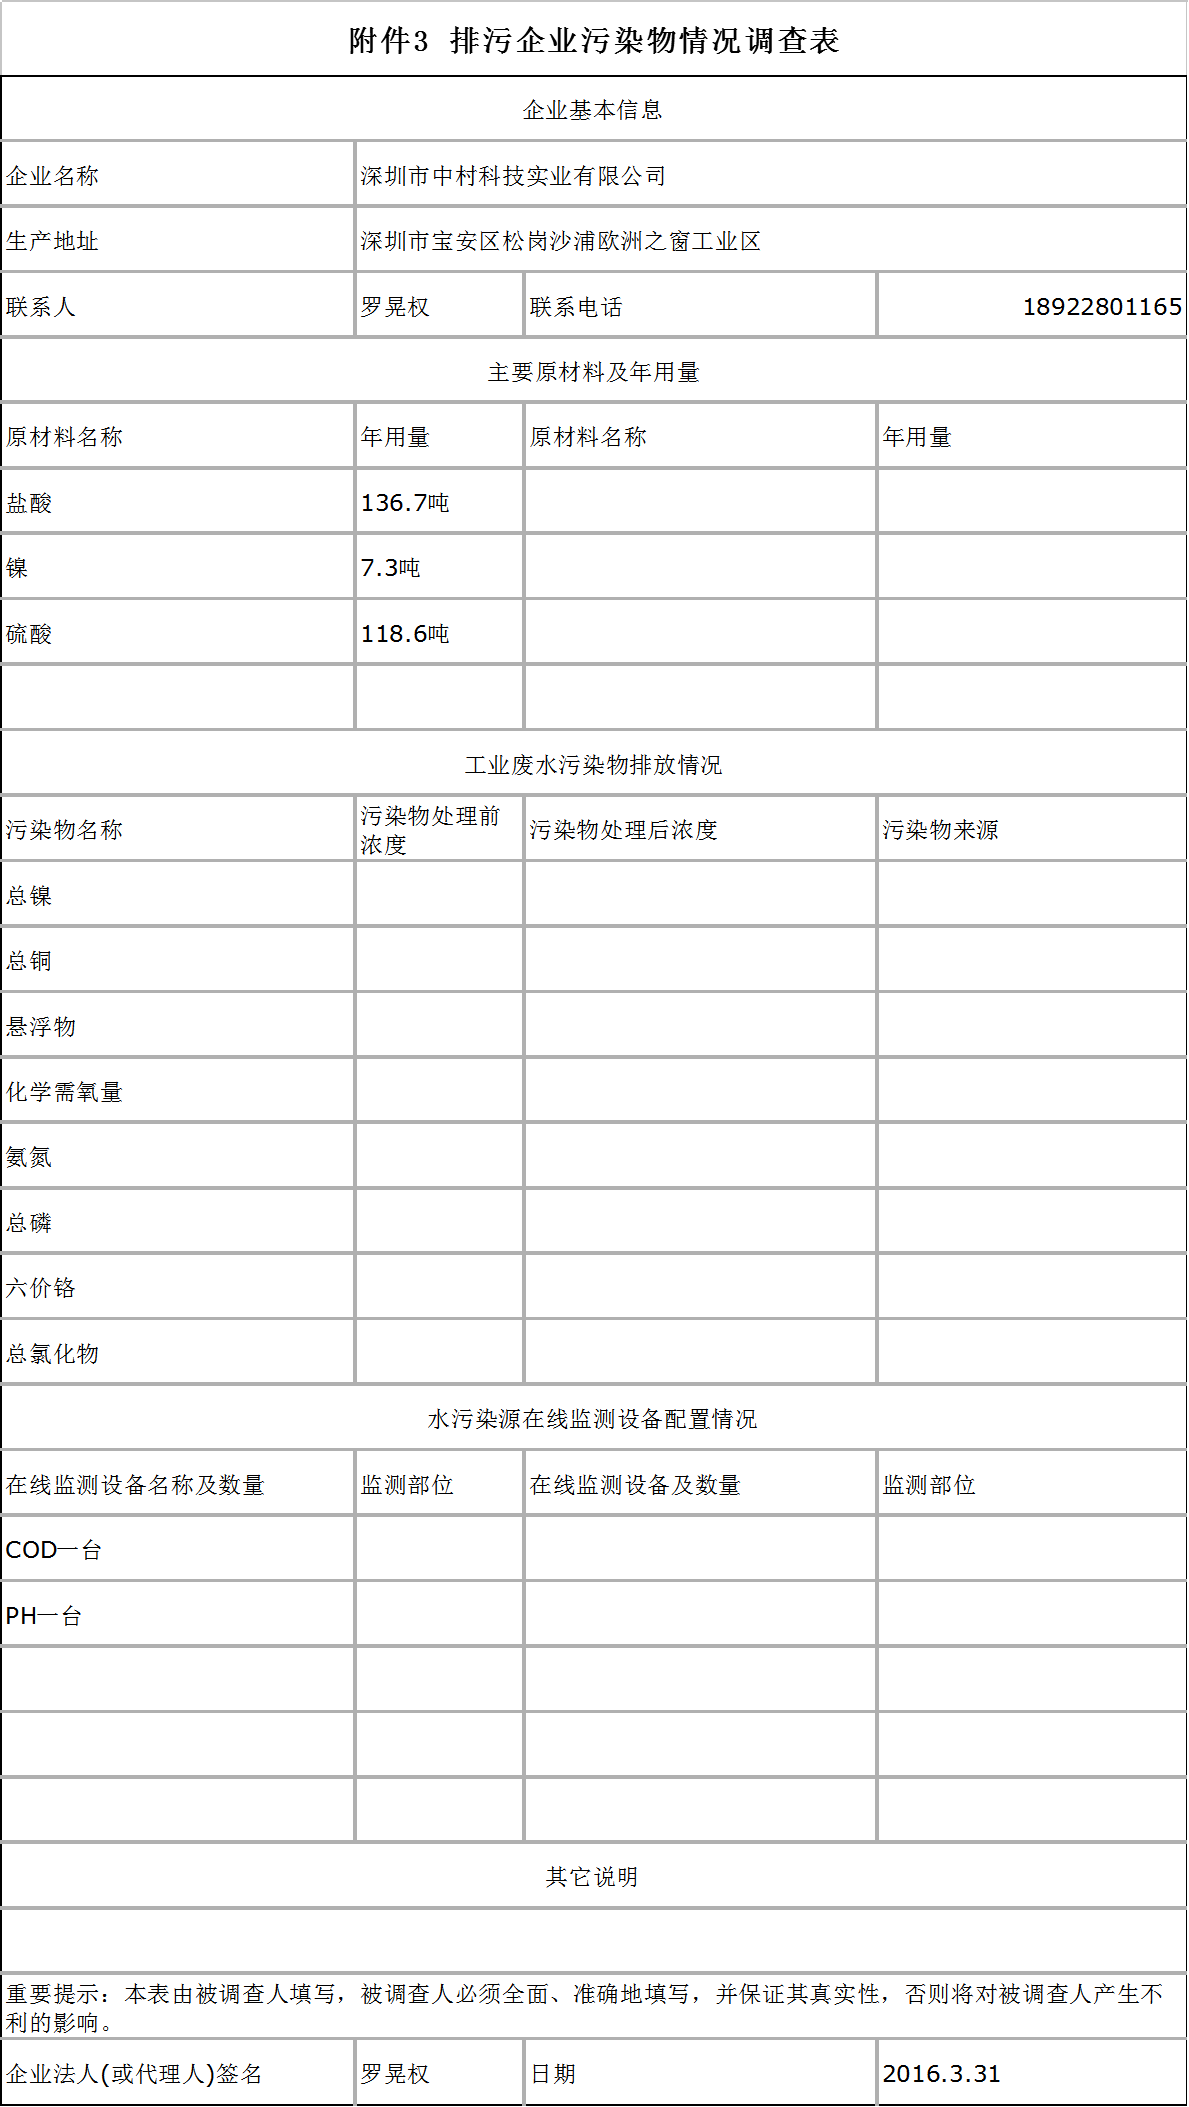 附件3 排污企业污染物情况调查表
企业基本信息
企业名称 深圳市中村科技实业有限公司
生产地址 深圳市宝安区松岗沙浦欧洲之窗工业区
联系人 罗晃权 联系电话 18922801165
主要原材料及年用量
原材料名称 年用量 原材料名称 年用量
盐酸 136.7吨
镍 7.3吨
硫酸 118.6吨
工业废水污染物排放情况
污染物名称 污染物处理前浓度 污染物处理后浓度 污染物来源
总镍
总铜
悬浮物
化学需氧量
氨氮
总磷
六价铬
总氯化物
水污染源在线监测设备配置情况
在线监测设备名称及数量 监测部位 在线监测设备及数量 监测部位
COD一台
PH一台
其它说明
重要提示：本表由被调查人填写，被调查人必须全面、准确地填写，并保证其真实性，否则将对被调查人产生不
利的影响。
企业法人(或代理人)签名 罗晃权 日期 2016.3.31